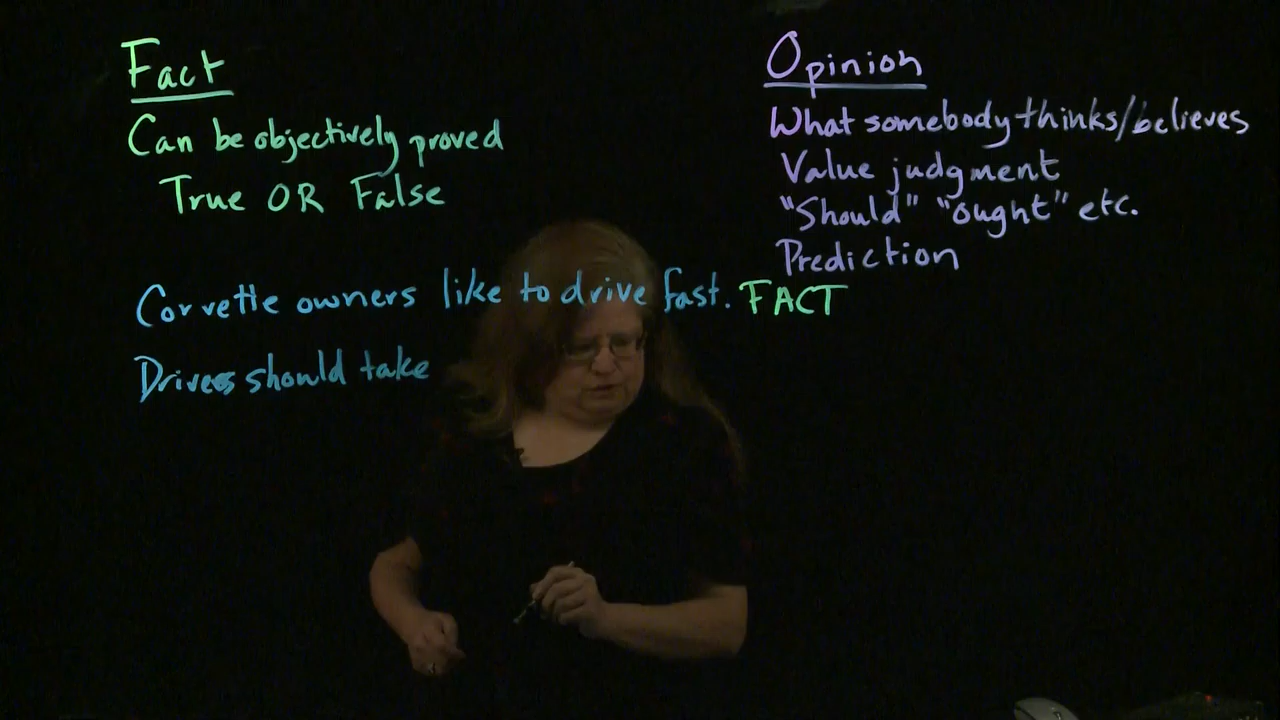 Fact
Can be objectively proved
True OR False
Opinion
What somebody thinks/believes
Value judgment
"Should" "ought" etc.
Prediction
Corvette owners like to drive fast. FACT
should take